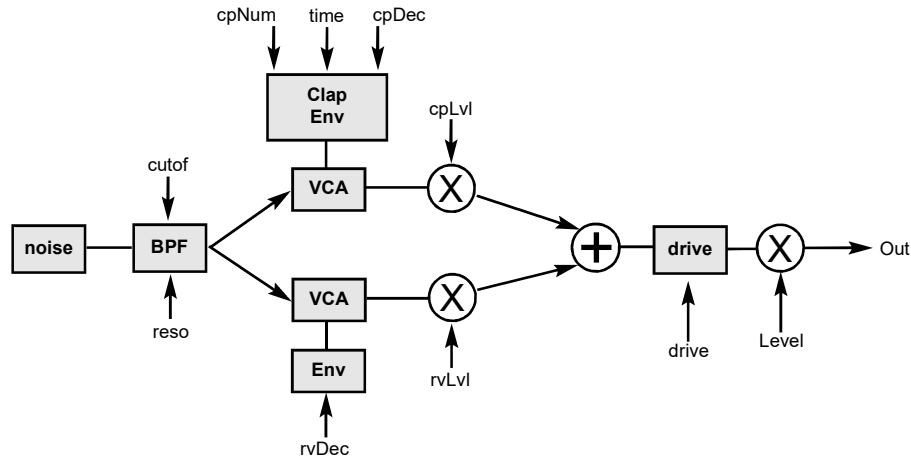 cpNum time cpDec
Clap
Env
cpLvl
cutof
VCA
X
noise
BPF
+
drive
X
Out
VCA
X
reso
drive
Level
Env
rvLvl
rvDec